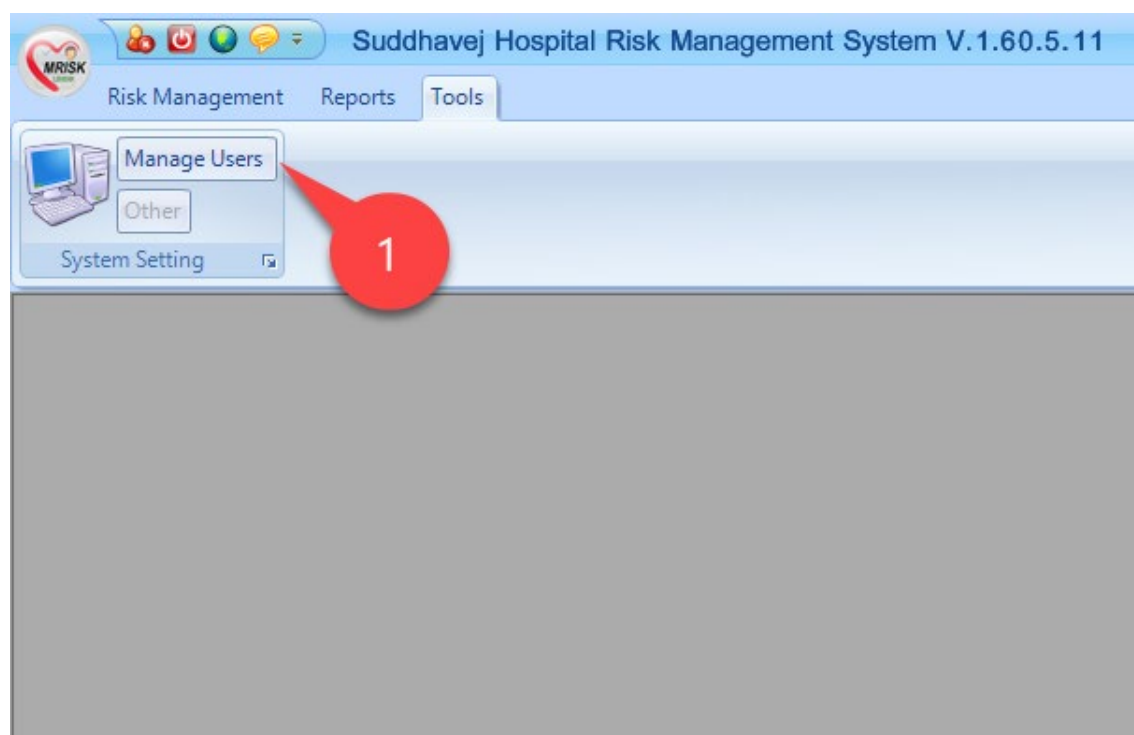 MRISK
Suddhavej Hospital Risk Management System V.1.60.5.11
Risk Management Reports Tools
Manage Users
Other
System Setting
1